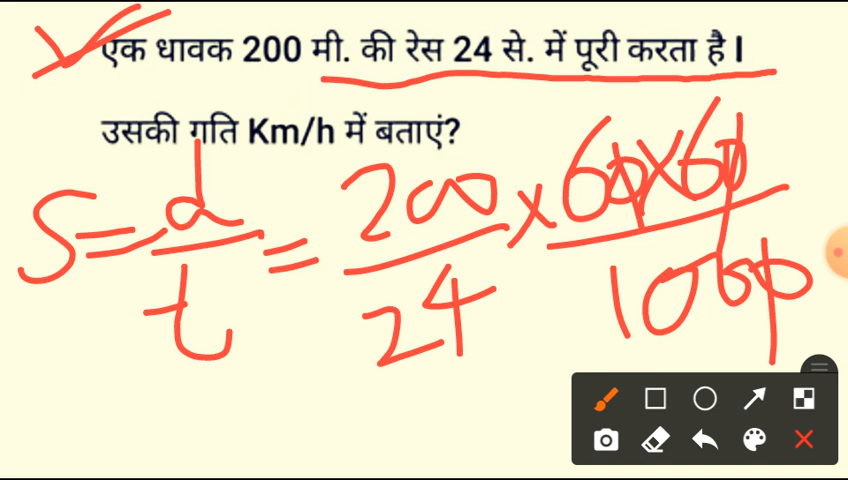 एक धावक 200 मी. की रेस 24 से. में पूरी करता है I
उसकी गति Km/h में बताएं?
S = d/t = 200/24 × 60×60/1000